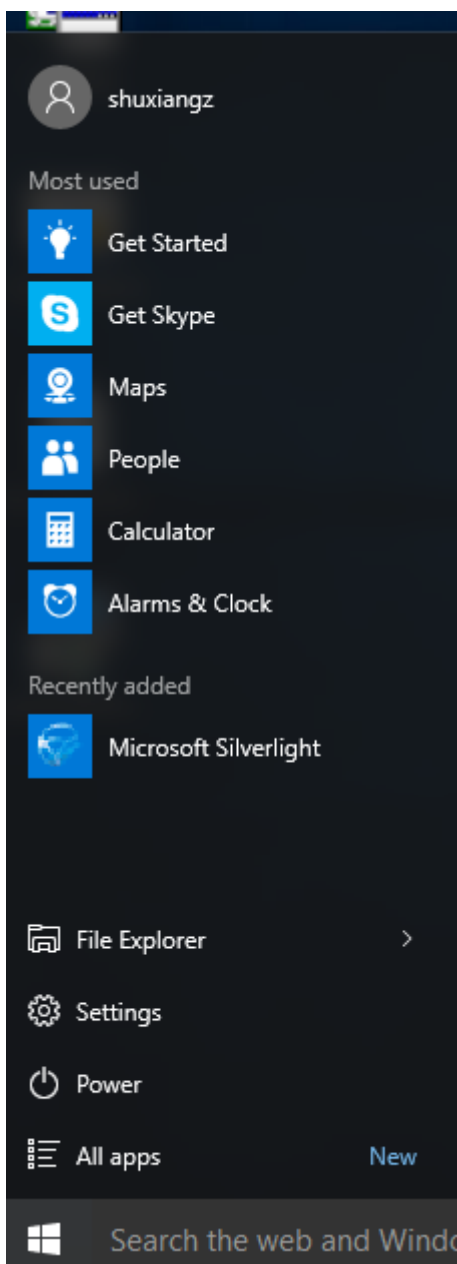 shuxiangz
Most used
Get Started
Get Skype
Maps
People
Calculator
Alarms & Clock
Recently added
Microsoft Silverlight
File Explorer
Settings
Power
All apps New
Search the web and Windo